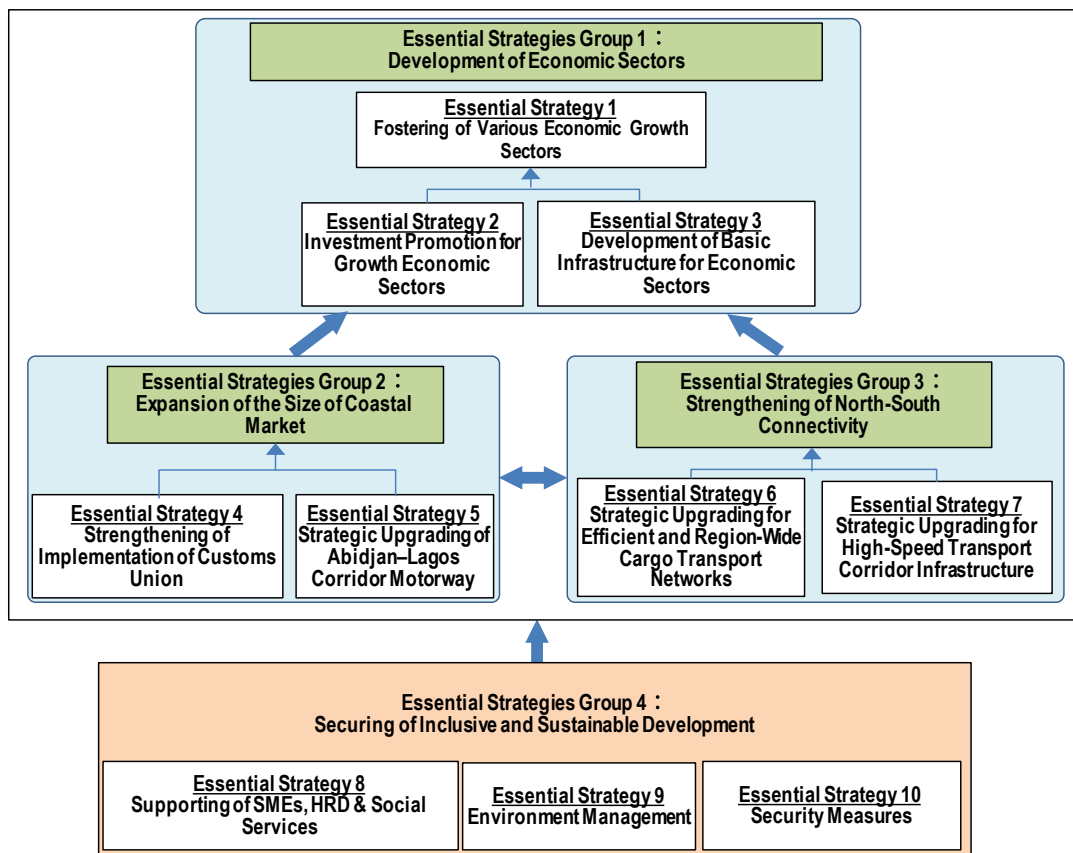 Essential Strategies Group 1：
Development of Economic Sectors
Essential Strategy 1
Fostering of Various Economic Growth
Sectors
Essential Strategy 2
Investment Promotion for
Growth Economic
Sectors
Essential Strategy 3
Development of Basic
Infrastructure for Economic
Sectors
Essential Strategies Group 2：
Expansion of the Size of Coastal
Market
Essential Strategy 4
Strengthening of
Implementation of Customs
Union
Essential Strategy 5
Strategic Upgrading of
Abidjan–Lagos
Corridor Motorway
Essential Strategies Group 3：
Strengthening of North-South
Connectivity
Essential Strategy 6
Strategic Upgrading for
Efficient and Region-Wide
Cargo Transport
Networks
Essential Strategy 7
Strategic Upgrading for
High-Speed Transport
Corridor Infrastructure
Essential Strategies Group 4：
Securing of Inclusive and Sustainable Development
Essential Strategy 8
Supporting of SMEs, HRD & Social
Services
Essential Strategy 9
Environment Management
Essential Strategy 10
Security Measures